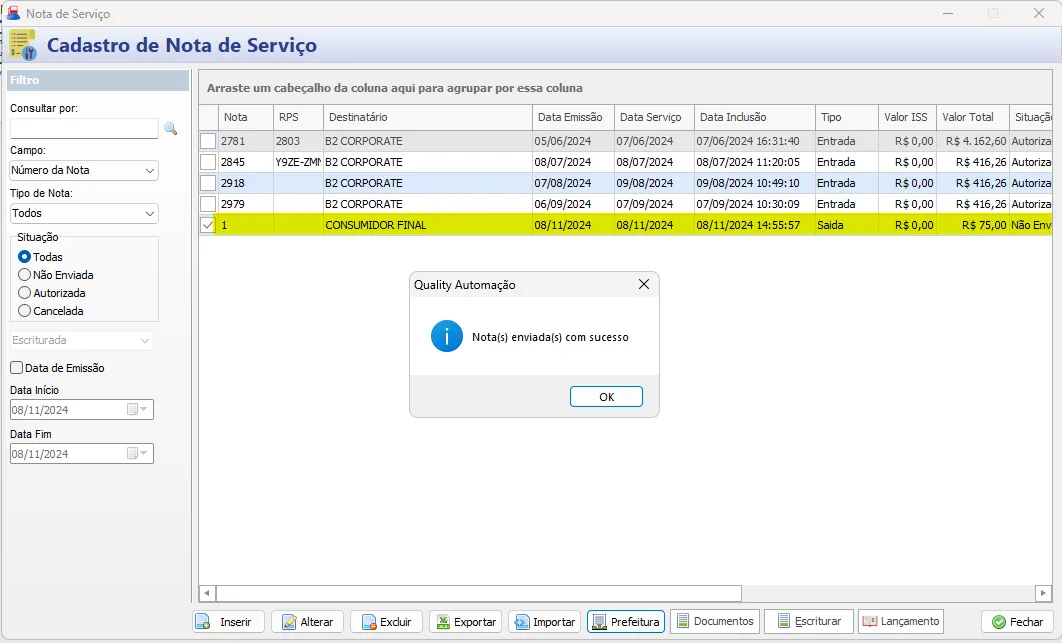 Nota de Serviço
Cadastro de Nota de Serviço
Filtro
Consultar por:
Campo:
Número da Nota
Tipo de Nota:
Todos
Situação
Todas
Não Enviada
Autorizada
Cancelada
Escriturada
Data de Emissão
Data Início
08/11/2024
Data Fim
08/11/2024
Arraste um cabeçalho da coluna aqui para agrupar por essa coluna
Nota RPS Destinatário Data Emissão Data Serviço Data Inclusão Tipo Valor ISS Valor Total Situaçã
2781 2803 B2 CORPORATE 05/06/2024 07/06/2024 07/06/2024 16:31:40 Entrada R$ 0,00 R$ 4.162,60 Autoriza
2845 Y9ZE-ZMN B2 CORPORATE 08/07/2024 08/07/2024 08/07/2024 11:20:05 Entrada R$ 0,00 R$ 416,26 Autoriza
2918 B2 CORPORATE 07/08/2024 09/08/2024 09/08/2024 10:49:10 Entrada R$ 0,00 R$ 416,26 Autoriza
2979 B2 CORPORATE 06/09/2024 07/09/2024 07/09/2024 10:30:09 Entrada R$ 0,00 R$ 416,26 Autoriza
1 CONSUMIDOR FINAL 08/11/2024 08/11/2024 08/11/2024 14:55:57 Saida R$ 0,00 R$ 75,00 Não Env
Quality Automação
Nota(s) enviada(s) com sucesso
OK
Inserir Alterar Excluir Exportar Importar Prefeitura Documentos Escriturar Lançamento Fechar